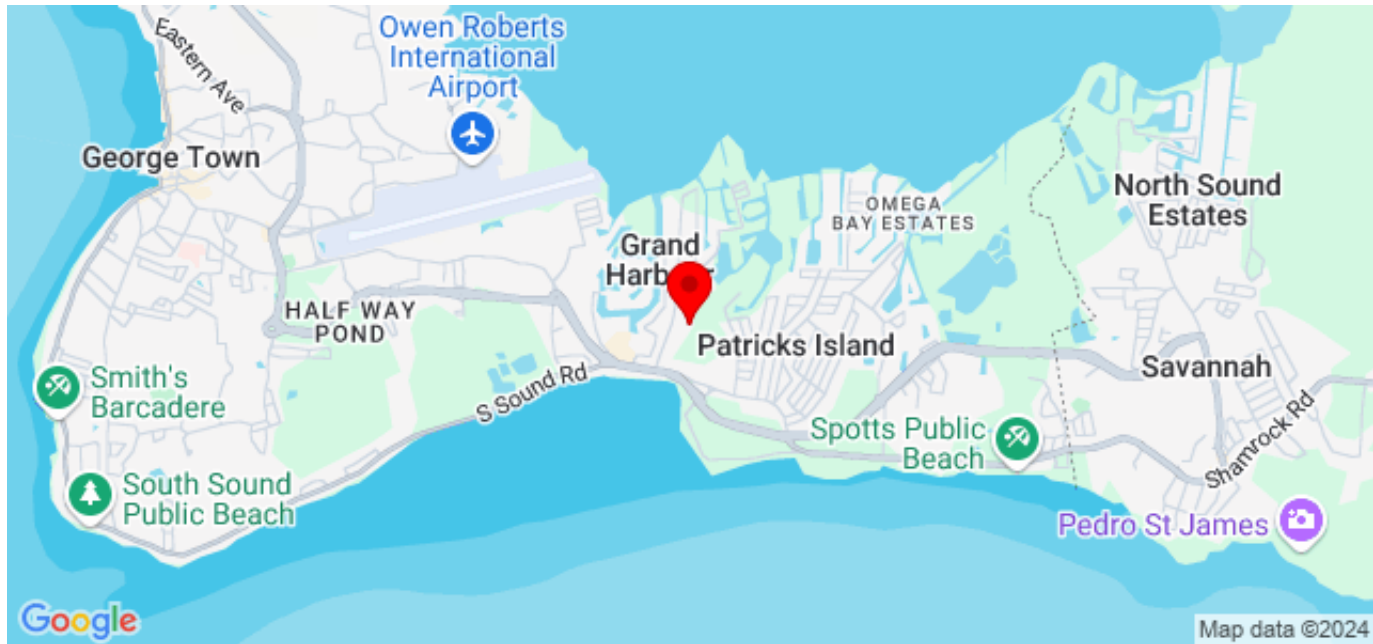 Owen Roberts
International
Airport
Eastern Ave
George Town
North Sound
Estates
OMEGA
BAY ESTATES
Grand
Harbour
HALF WAY
POND
Patricks Island
Savannah
Smith's
Barcadere
S Sound Rd
Spotts Public
Beach
Shamrock Rd
South Sound
Public Beach
Pedro St James
Google
Map data ©2024